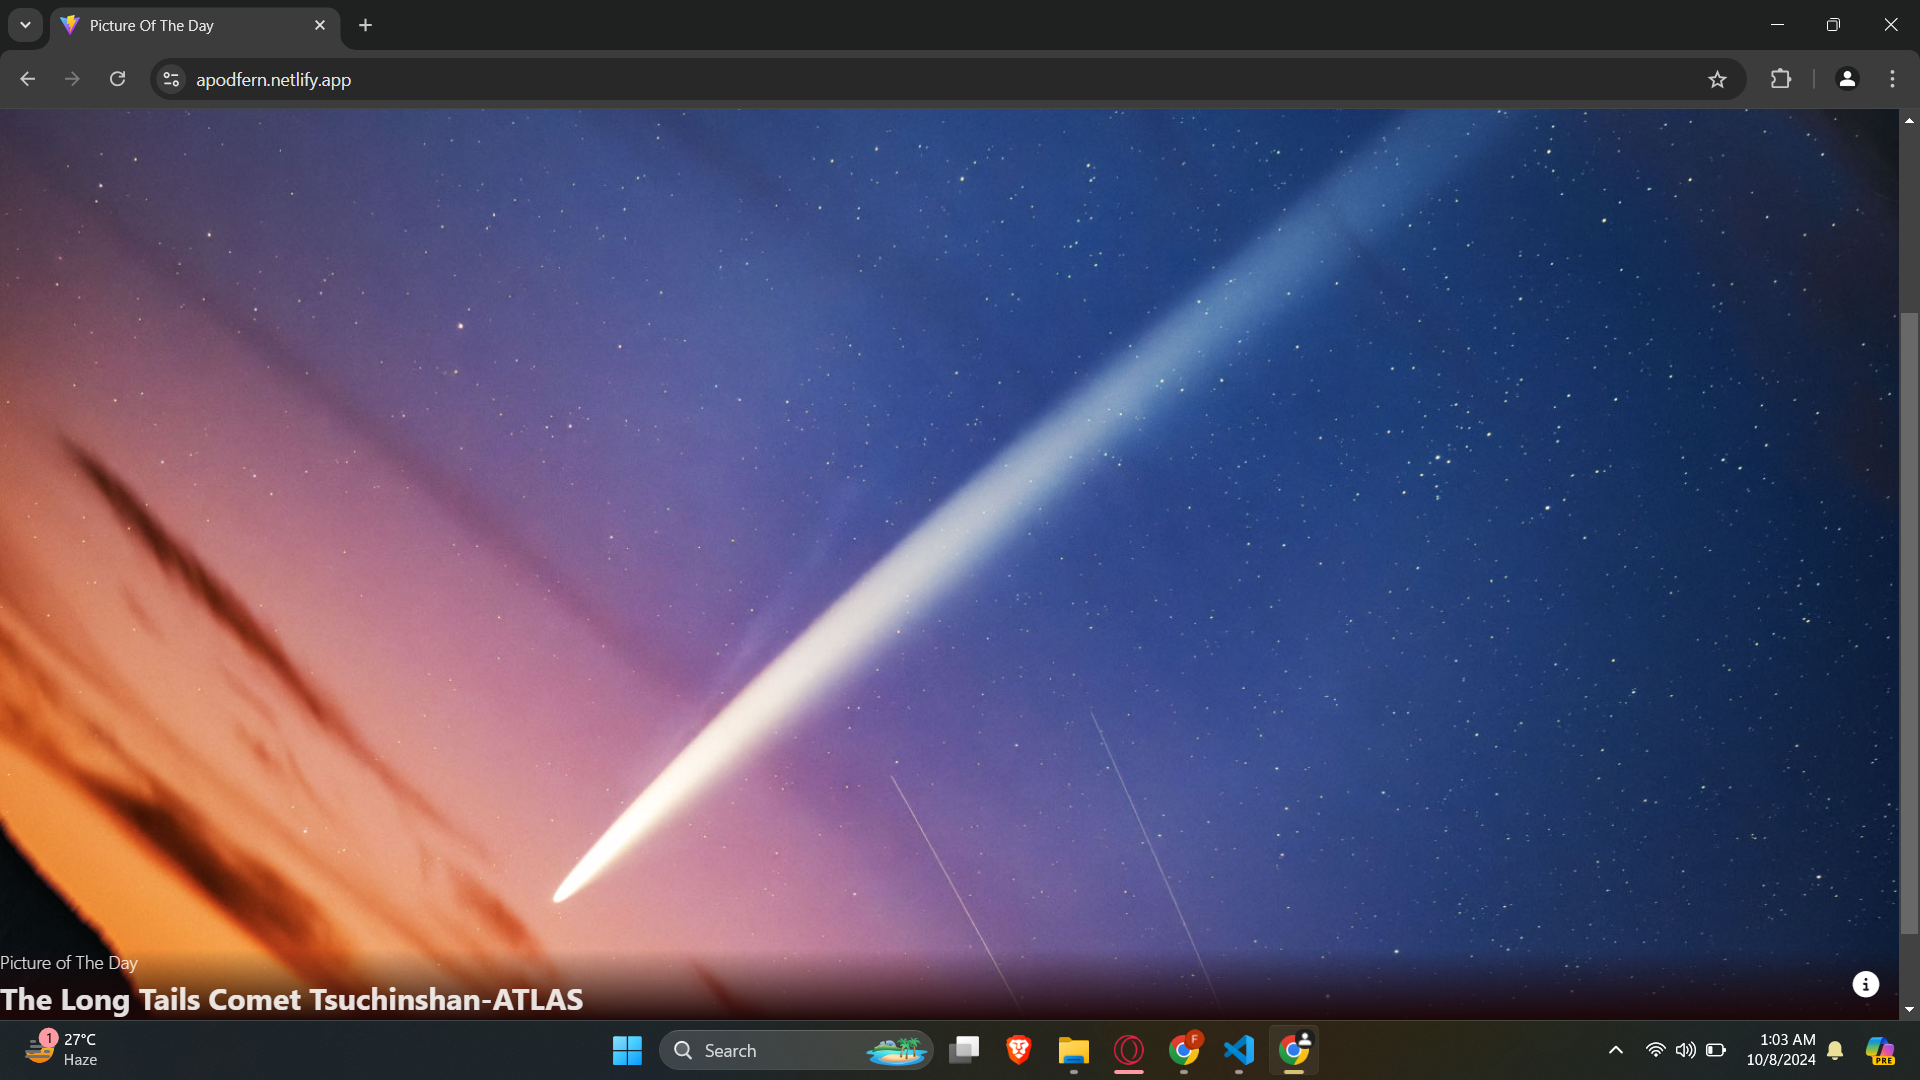 Picture Of The Day
apodfern.netlify.app
Picture of The Day
The Long Tails Comet Tsuchinshan-ATLAS
1
27°C
Haze
Search
F
1:03 AM
10/8/2024
PRE